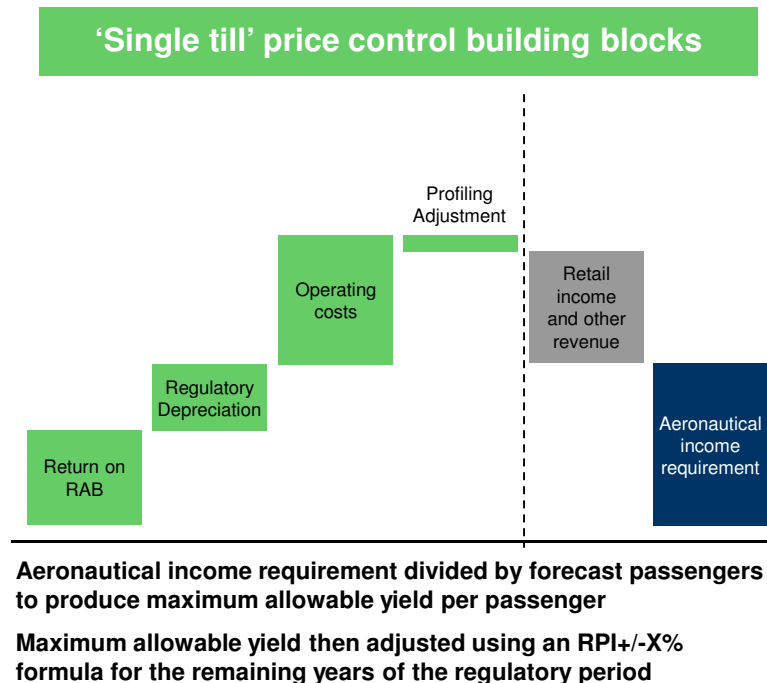 ‘Single till’ price control building blocks
Profiling
Adjustment
Operating
costs
Retail
income
and other
revenue
Regulatory
Depreciation
Aeronautical
income
requirement
Return on
RAB
Aeronautical income requirement divided by forecast passengers
to produce maximum allowable yield per passenger
Maximum allowable yield then adjusted using an RPI+/-X%
formula for the remaining years of the regulatory period